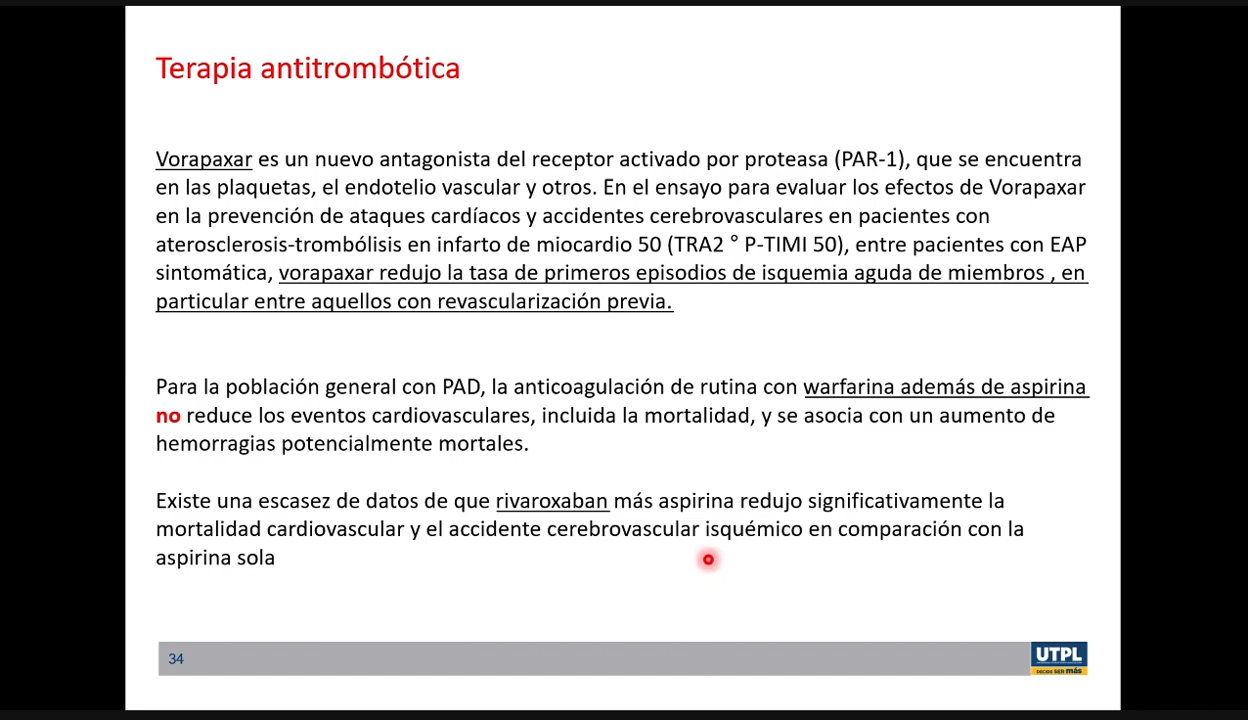 Terapia antitrombótica
Vorapaxar es un nuevo antagonista del receptor activado por proteasa (PAR-1), que se encuentra
en las plaquetas, el endotelio vascular y otros. En el ensayo para evaluar los efectos de Vorapaxar
en la prevención de ataques cardíacos y accidentes cerebrovasculares en pacientes con
aterosclerosis-trombólisis en infarto de miocardio 50 (TRA2 ° P-TIMI 50), entre pacientes con EAP
sintomática, vorapaxar redujo la tasa de primeros episodios de isquemia aguda de miembros , en
particular entre aquellos con revascularización previa.
Para la población general con PAD, la anticoagulación de rutina con warfarina además de aspirina
no reduce los eventos cardiovasculares, incluida la mortalidad, y se asocia con un aumento de
hemorragias potencialmente mortales.
Existe una escasez de datos de que rivaroxaban más aspirina redujo significativamente la
mortalidad cardiovascular y el accidente cerebrovascular isquémico en comparación con la
aspirina sola
34
UTPL
DECIDE SER MÁS